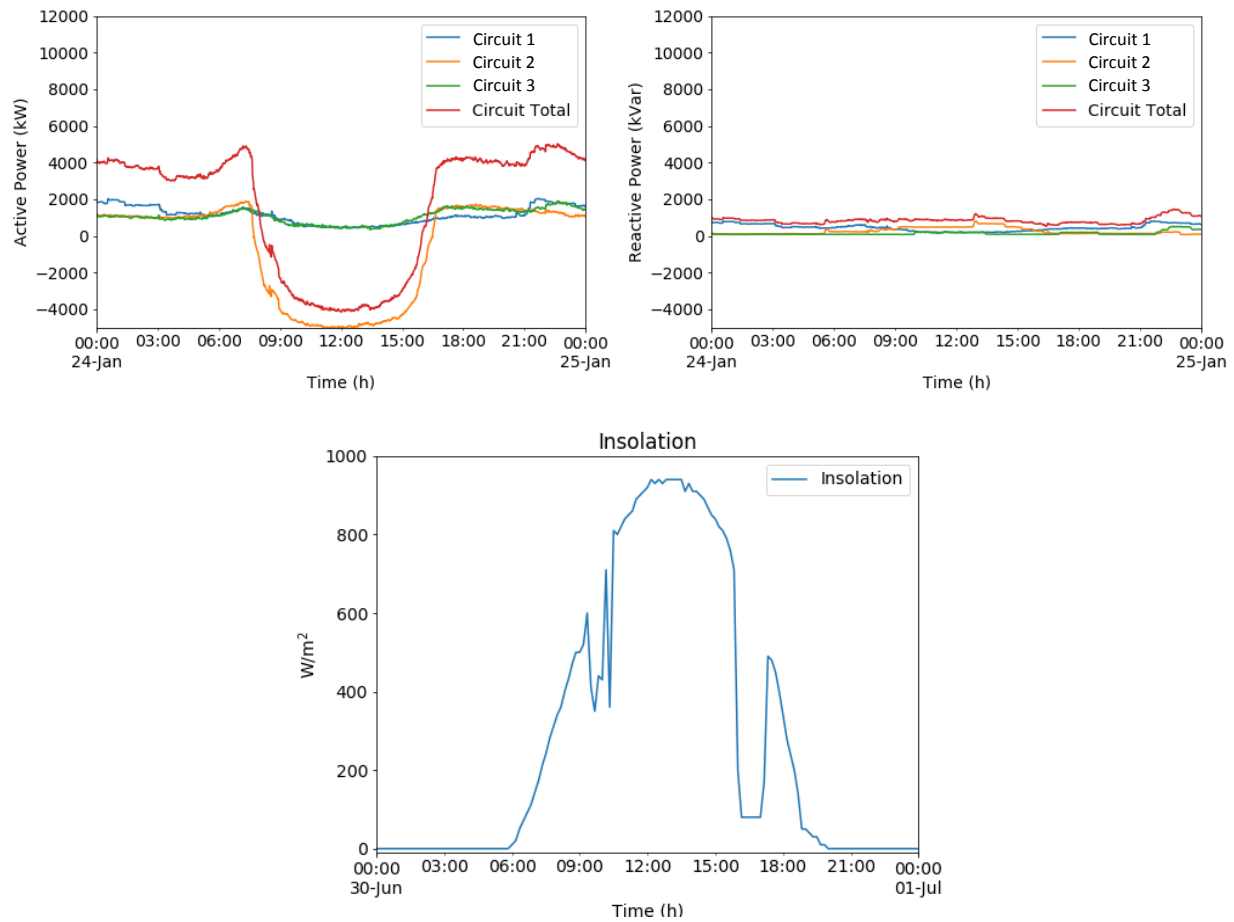 12000
10000
8000
6000
4000
2000
0
−2000
−4000
Active Power (kW)
Circuit 1
Circuit 2
Circuit 3
Circuit Total
00:00 03:00 06:00 09:00 12:00 15:00 18:00 21:00 00:00
24-Jan 25-Jan
Time (h)
12000
10000
8000
6000
4000
2000
0
−2000
−4000
Reactive Power (kVar)
Circuit 1
Circuit 2
Circuit 3
Circuit Total
00:00 03:00 06:00 09:00 12:00 15:00 18:00 21:00 00:00
24-Jan 25-Jan
Time (h)
Insolation
1000
800
600
400
200
0
W/m²
Insolation
00:00 03:00 06:00 09:00 12:00 15:00 18:00 21:00 00:00
30-Jun 01-Jul
Time (h)